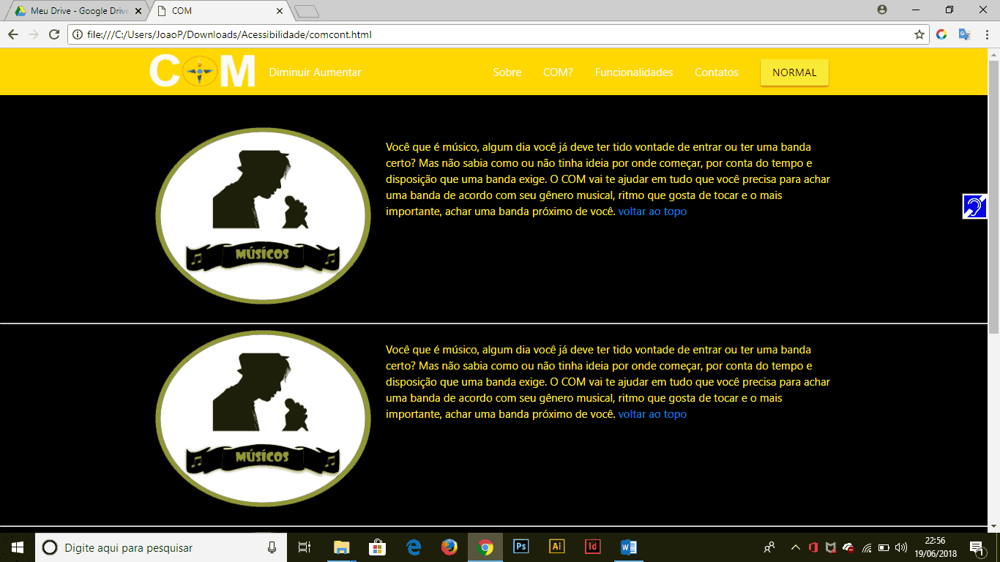 Meu Drive - Google Drive
COM
file:///C:/Users/JoaoP/Downloads/Acessibilidade/comcont.html
COM
Diminuir Aumentar
Sobre
COM?
Funcionalidades
Contatos
NORMAL
Você que é músico, algum dia você já deve ter tido vontade de entrar ou ter uma banda
certo? Mas não sabia como ou não tinha ideia por onde começar, por conta do tempo e
disposição que uma banda exige. O COM vai te ajudar em tudo que você precisa para achar
uma banda de acordo com seu gênero musical, ritmo que gosta de tocar e o mais
importante, achar uma banda próximo de você. voltar ao topo
MÚSICOS
Você que é músico, algum dia você já deve ter tido vontade de entrar ou ter uma banda
certo? Mas não sabia como ou não tinha ideia por onde começar, por conta do tempo e
disposição que uma banda exige. O COM vai te ajudar em tudo que você precisa para achar
uma banda de acordo com seu gênero musical, ritmo que gosta de tocar e o mais
importante, achar uma banda próximo de você. voltar ao topo
MÚSICOS
Digite aqui para pesquisar
Ps
Ai
Id
22:56
19/06/2018
1